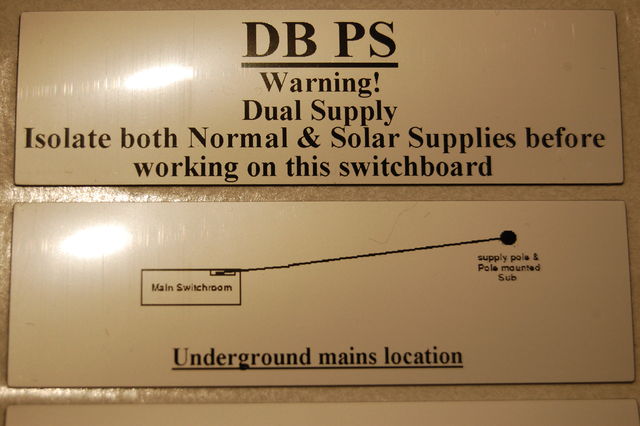 DB PS
Warning!
Dual Supply
Isolate both Normal & Solar Supplies before
working on this switchboard
supply pole &
Pole mounted
Sub
Main Switchroom
Underground mains location